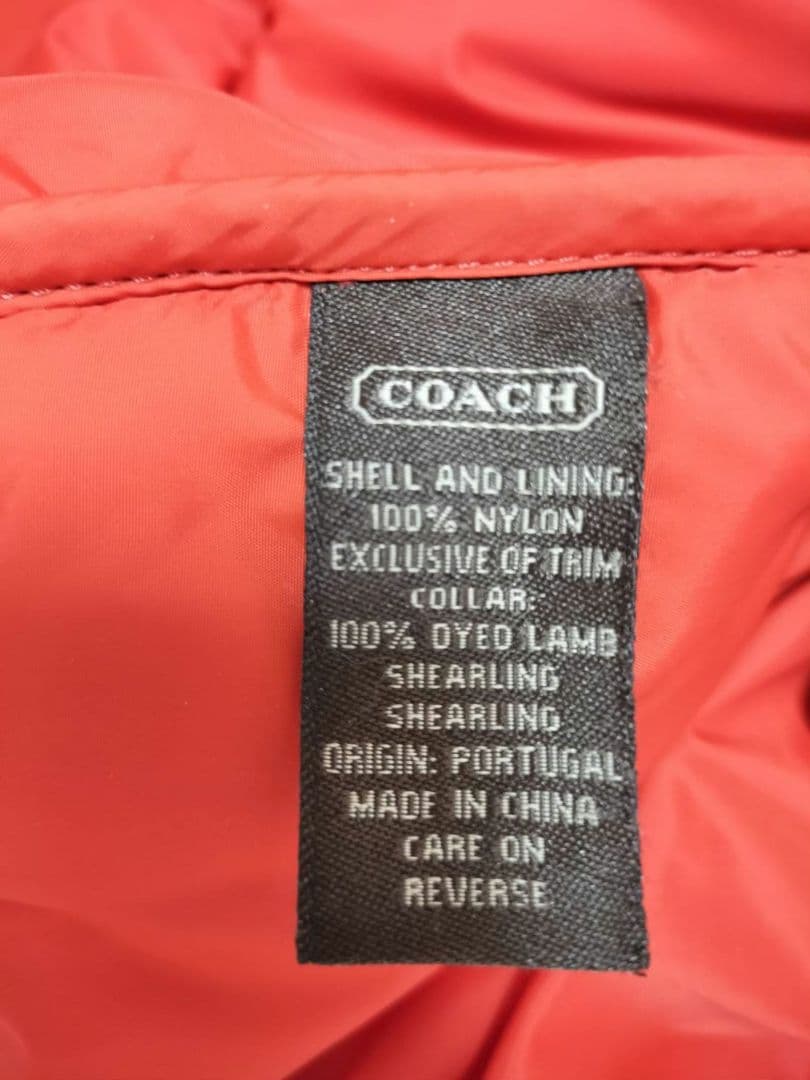 COACH
SHELL AND LINING:
100% NYLON
EXCLUSIVE OF TRIM
COLLAR:
100% DYED LAMB
SHEARLING
SHEARLING
ORIGIN: PORTUGAL
MADE IN CHINA
CARE ON
REVERSE